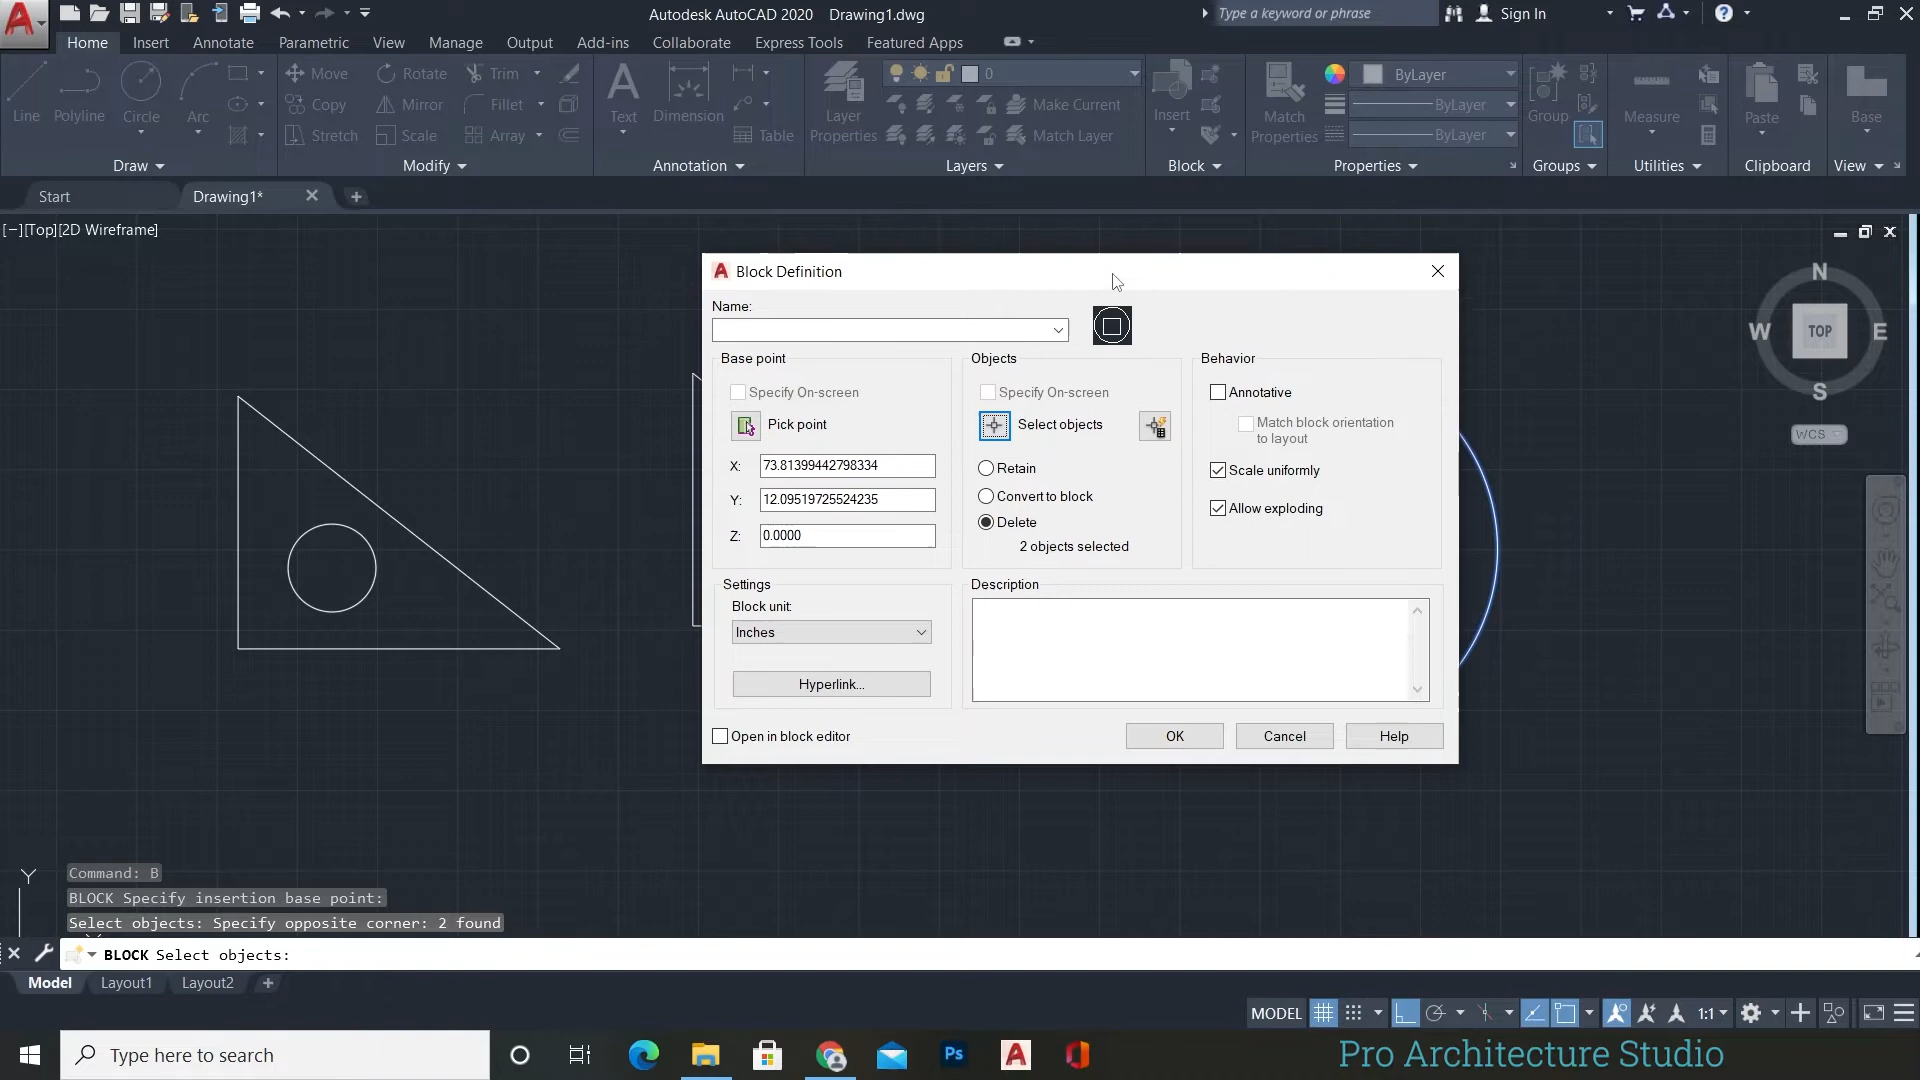 Autodesk AutoCAD 2020 Drawing1.dwg
Type a keyword or phrase
Sign In
Home Insert Annotate Parametric View Manage Output Add-ins Collaborate Express Tools Featured Apps
Line Polyline Circle Arc
Move Rotate Trim
Copy Mirror Fillet
Stretch Scale Array
Text Dimension Table
Layer Properties
0
Make Current
Match Layer
Insert
Match Properties
ByLayer
ByLayer
ByLayer
Group
Measure
Paste
Base
Draw Modify Annotation Layers Block Properties Groups Utilities Clipboard View
Start Drawing1*
[−][Top][2D Wireframe]
N
W TOP E
S
WCS
Block Definition
Name:
Base point
Specify On-screen
Pick point
X: 73.81399442798334
Y: 12.09519725524235
Z: 0.0000
Objects
Specify On-screen
Select objects
Retain
Convert to block
Delete
2 objects selected
Behavior
Annotative
Match block orientation
to layout
Scale uniformly
Allow exploding
Settings
Block unit:
Inches
Hyperlink...
Description
Open in block editor
OK Cancel Help
Y
Command: B
BLOCK Specify insertion base point:
Select objects: Specify opposite corner: 2 found
BLOCK Select objects:
Model Layout1 Layout2
MODEL 1:1
Type here to search
Ps
Pro Architecture Studio